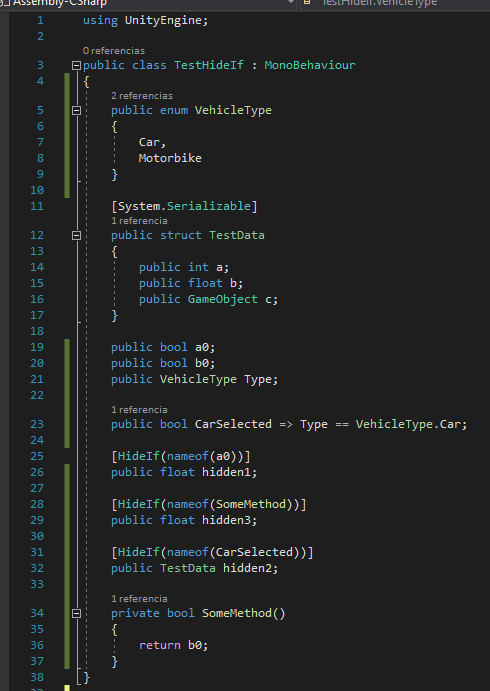 Assembly-CSharp TestHideIf.VehicleType
1 using UnityEngine;
2
0 referencias
3 public class TestHideIf : MonoBehaviour
4 {
2 referencias
5 public enum VehicleType
6 {
7 Car,
8 Motorbike
9 }
10
11 [System.Serializable]
1 referencia
12 public struct TestData
13 {
14 public int a;
15 public float b;
16 public GameObject c;
17 }
18
19 public bool a0;
20 public bool b0;
21 public VehicleType Type;
22
1 referencia
23 public bool CarSelected => Type == VehicleType.Car;
24
25 [HideIf(nameof(a0))]
26 public float hidden1;
27
28 [HideIf(nameof(SomeMethod))]
29 public float hidden3;
30
31 [HideIf(nameof(CarSelected))]
32 public TestData hidden2;
33
1 referencia
34 private bool SomeMethod()
35 {
36 return b0;
37 }
38 }
39